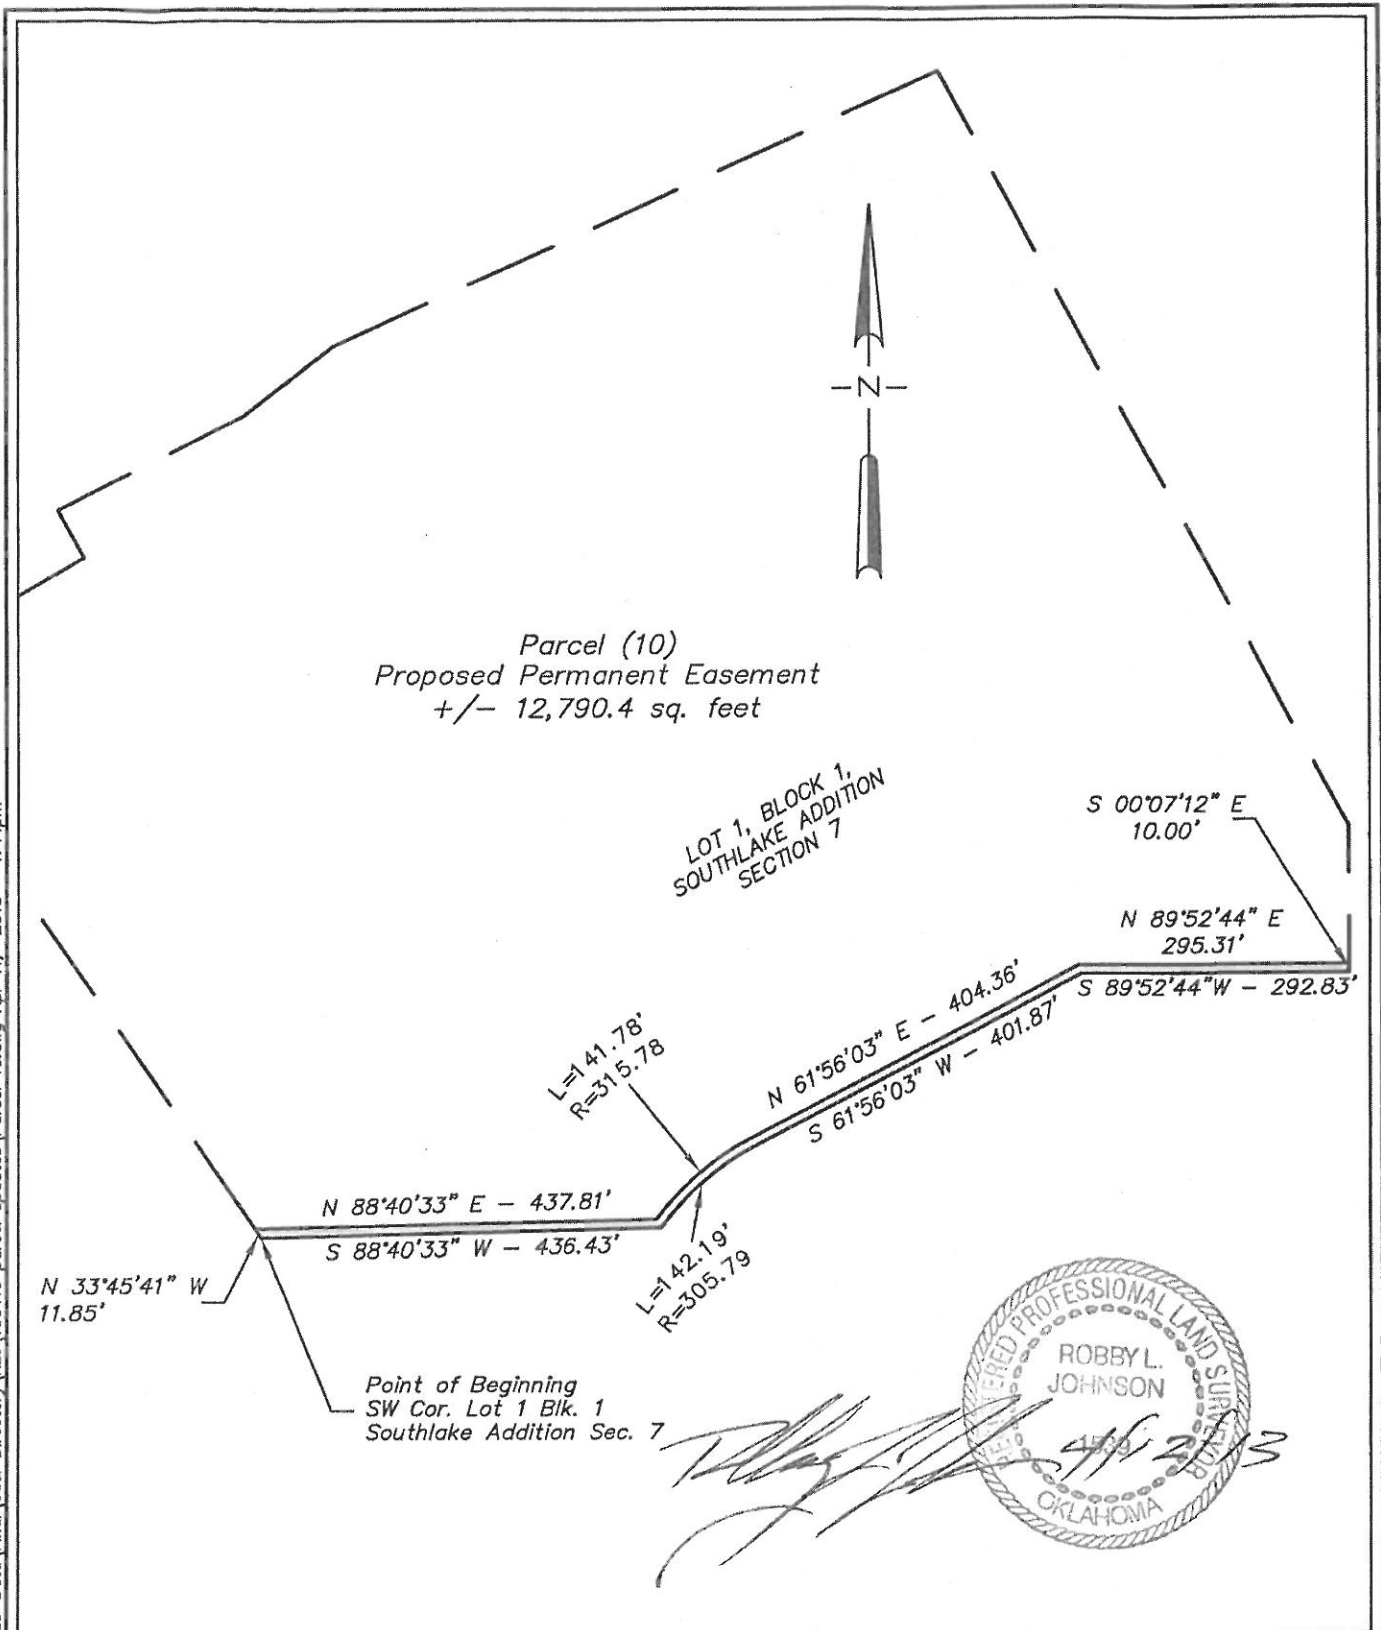 -N-
Parcel (10)
Proposed Permanent Easement
+/- 12,790.4 sq. feet
LOT 1, BLOCK 1,
SOUTHLAKE ADDITION
SECTION 7
S 00°07'12" E
10.00'
N 89°52'44" E
295.31'
S 89°52'44"W - 292.83'
N 61°56'03" E - 404.36'
S 61°56'03" W - 401.87'
L=141.78'
R=315.78
N 88°40'33" E - 437.81'
S 88°40'33" W - 436.43'
L=142.19'
R=305.79
N 33°45'41" W
11.85'
Point of Beginning
SW Cor. Lot 1 Blk. 1
Southlake Addition Sec. 7
PROFESSIONAL LAND SURVEYOR
ROBBY L.
JOHNSON
1539
OKLAHOMA